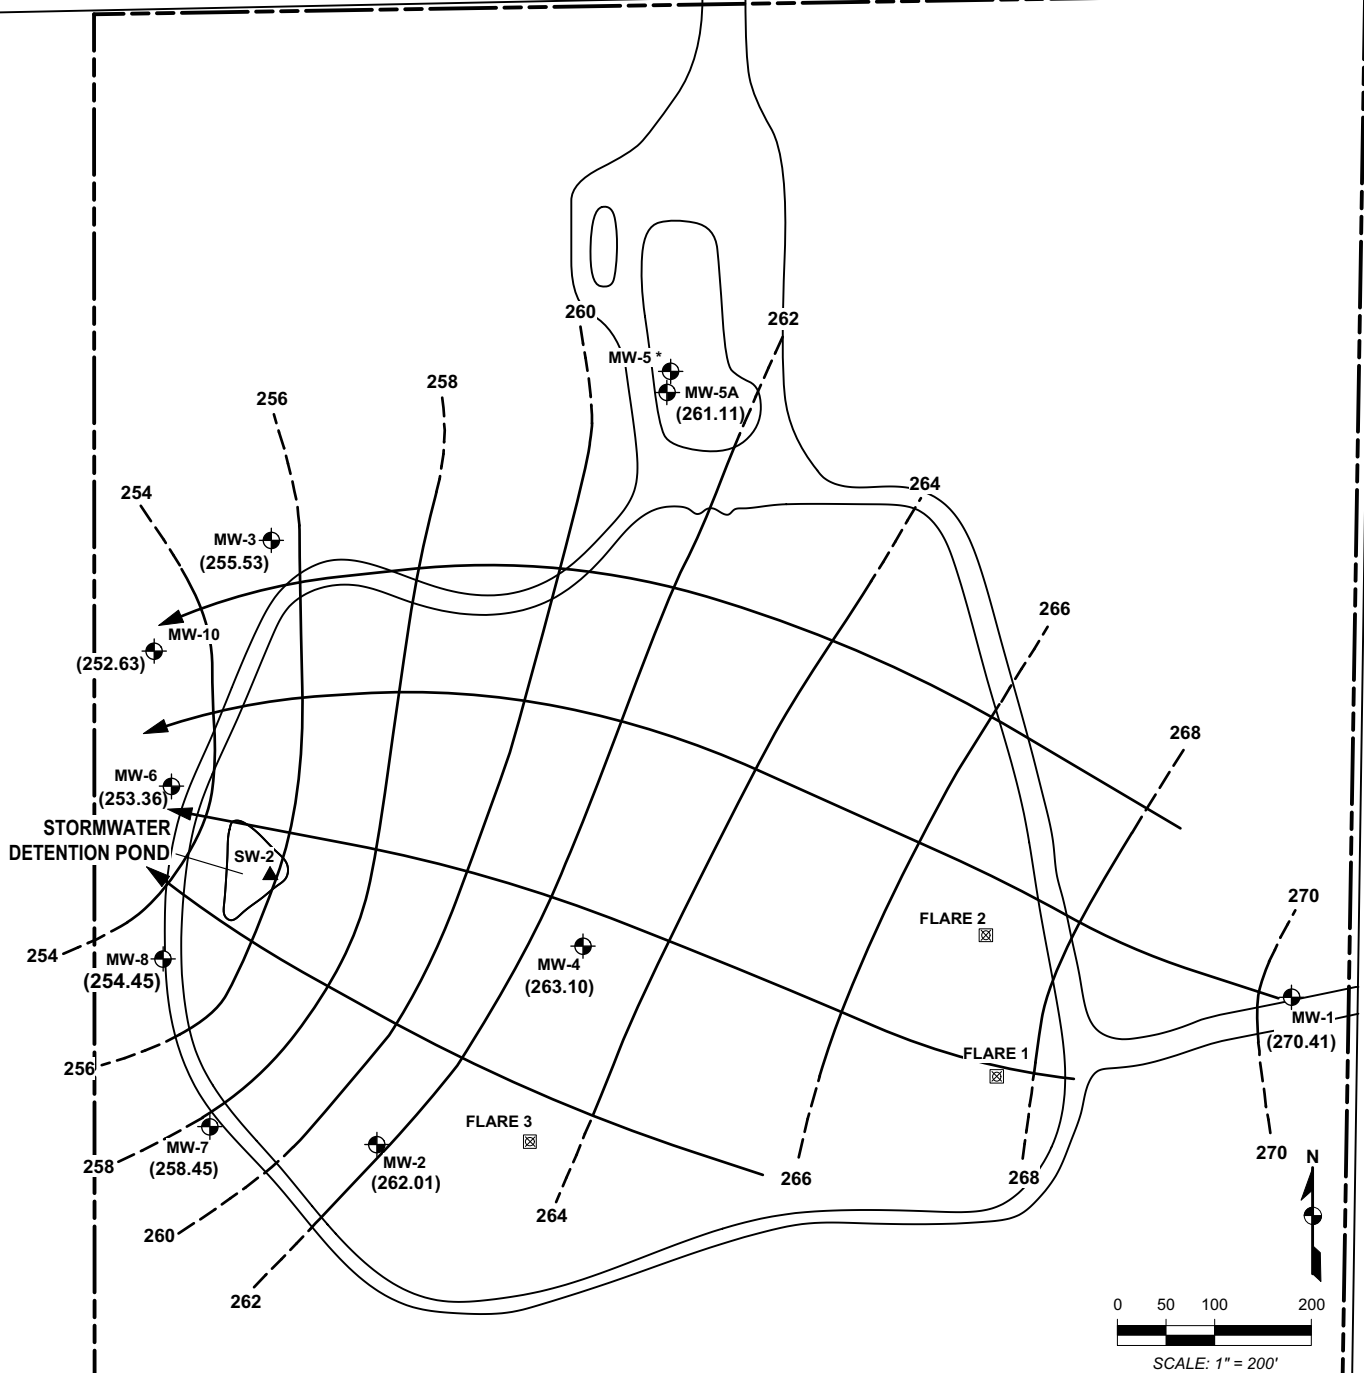 260
262
MW-5 *
MW-5A
(261.11)
258
256
264
254
MW-3
(255.53)
266
MW-10
(252.63)
268
MW-6
(253.36)
STORMWATER
DETENTION POND
SW-2
270
FLARE 2
254
MW-8
(254.45)
MW-4
(263.10)
MW-1
(270.41)
FLARE 1
256
FLARE 3
MW-7
(258.45)
258
MW-2
(262.01)
266
268
270
N
264
260
262
0 50 100 200
SCALE: 1" = 200'